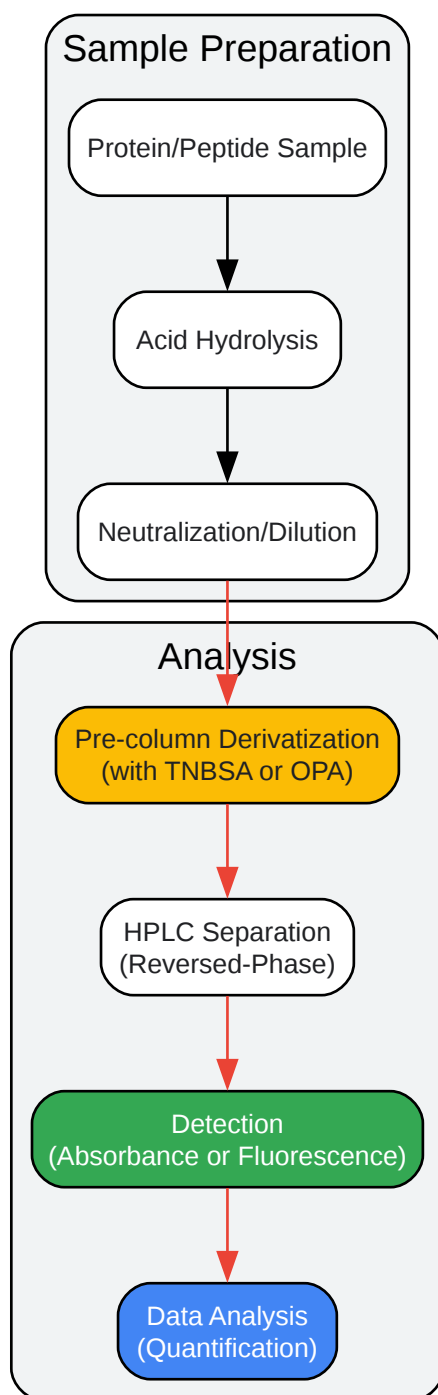 Sample Preparation
Protein/Peptide Sample
Acid Hydrolysis
Neutralization/Dilution
Analysis
Pre-column Derivatization
(with TNBSA or OPA)
HPLC Separation
(Reversed-Phase)
Detection
(Absorbance or Fluorescence)
Data Analysis
(Quantification)